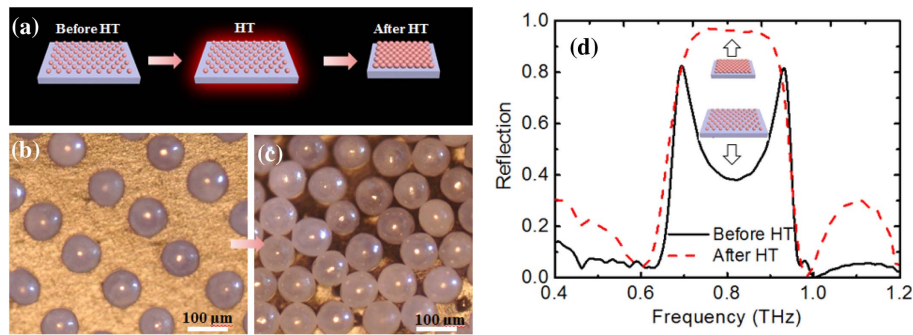 (a) Before HT HT After HT
(b)
100 μm
(c)
100 μm
(d)
Reflection
1.0
0.8
0.6
0.4
0.2
0.0
Before HT
After HT
0.4 0.6 0.8 1.0 1.2
Frequency (THz)